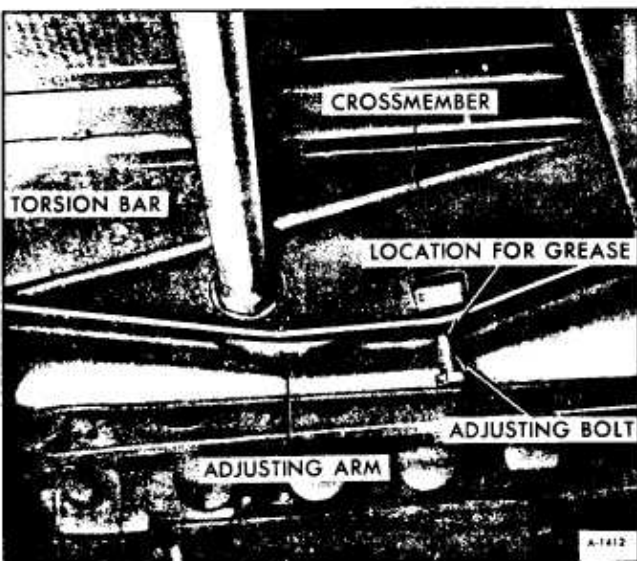 CROSSMEMBER
TORSION BAR
LOCATION FOR GREASE
ADJUSTING BOLT
ADJUSTING ARM
A-1412